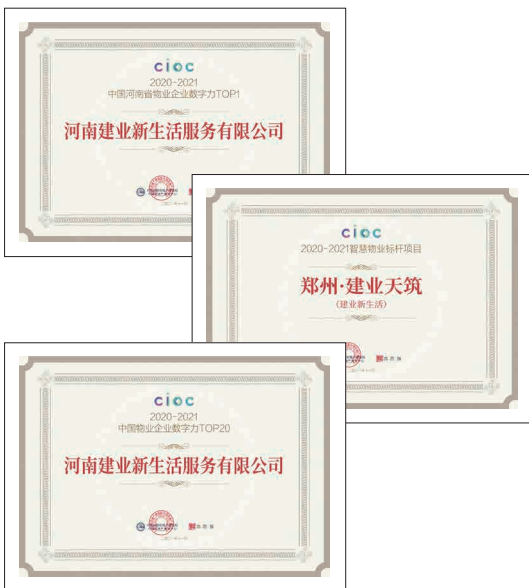 cioc
2020-2021
中国河南省物业企业数字力TOP1
河南建业新生活服务有限公司
cioc
2020-2021智慧物业标杆项目
郑州·建业天筑
（建业新生活）
cioc
2020-2021
中国物业企业数字力TOP20
河南建业新生活服务有限公司